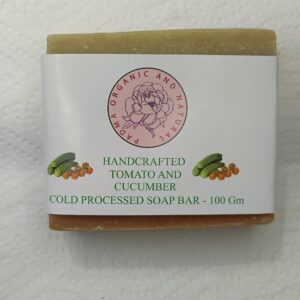 PADMA ORGANIC AND NATURAL
HANDCRAFTED
TOMATO AND
CUCUMBER
COLD PROCESSED SOAP BAR - 100 Gm